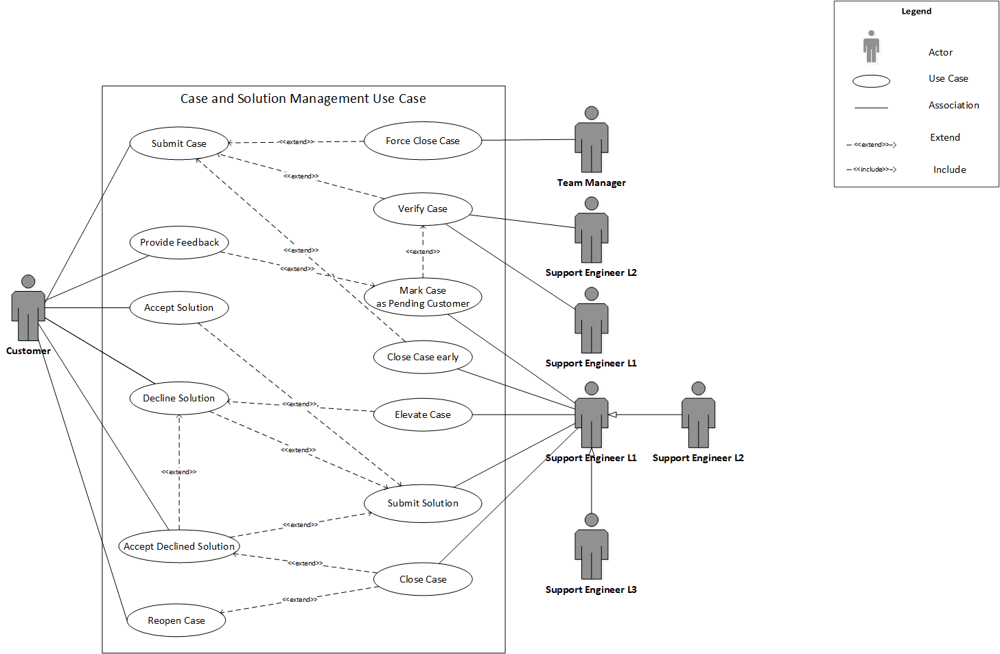 Legend
Actor
Use Case
Association
Extend
<<extend>>
<<include>>
Include
Case and Solution Management Use Case
Submit Case
<<extend>>
Force Close Case
Team Manager
<<extend>>
Verify Case
Support Engineer L2
Provide Feedback
<<extend>>
<<extend>>
<<extend>>
Mark Case
as Pending Customer
Accept Solution
Customer
Close Case early
Support Engineer L1
Decline Solution
<<extend>>
Elevate Case
<<extend>>
Support Engineer L1
Support Engineer L2
<<extend>>
Submit Solution
<<extend>>
Accept Declined Solution
<<extend>>
Close Case
Support Engineer L3
<<extend>>
Reopen Case